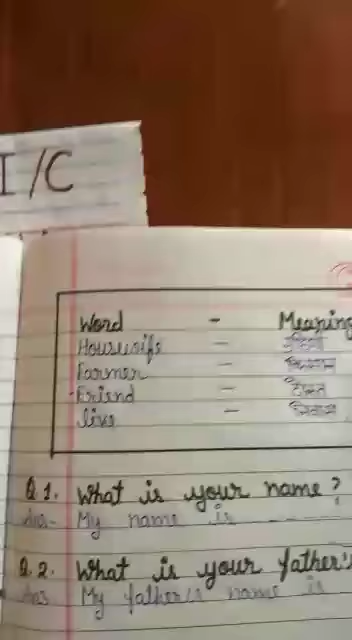 I/C
Word - Meaning
Housewife -
Farmer - किसान
Friend - दोस्त
live -
Q 1. What is your name?
Ans- My name is ----
Q. 2. What is your father's
Ans My father's name is